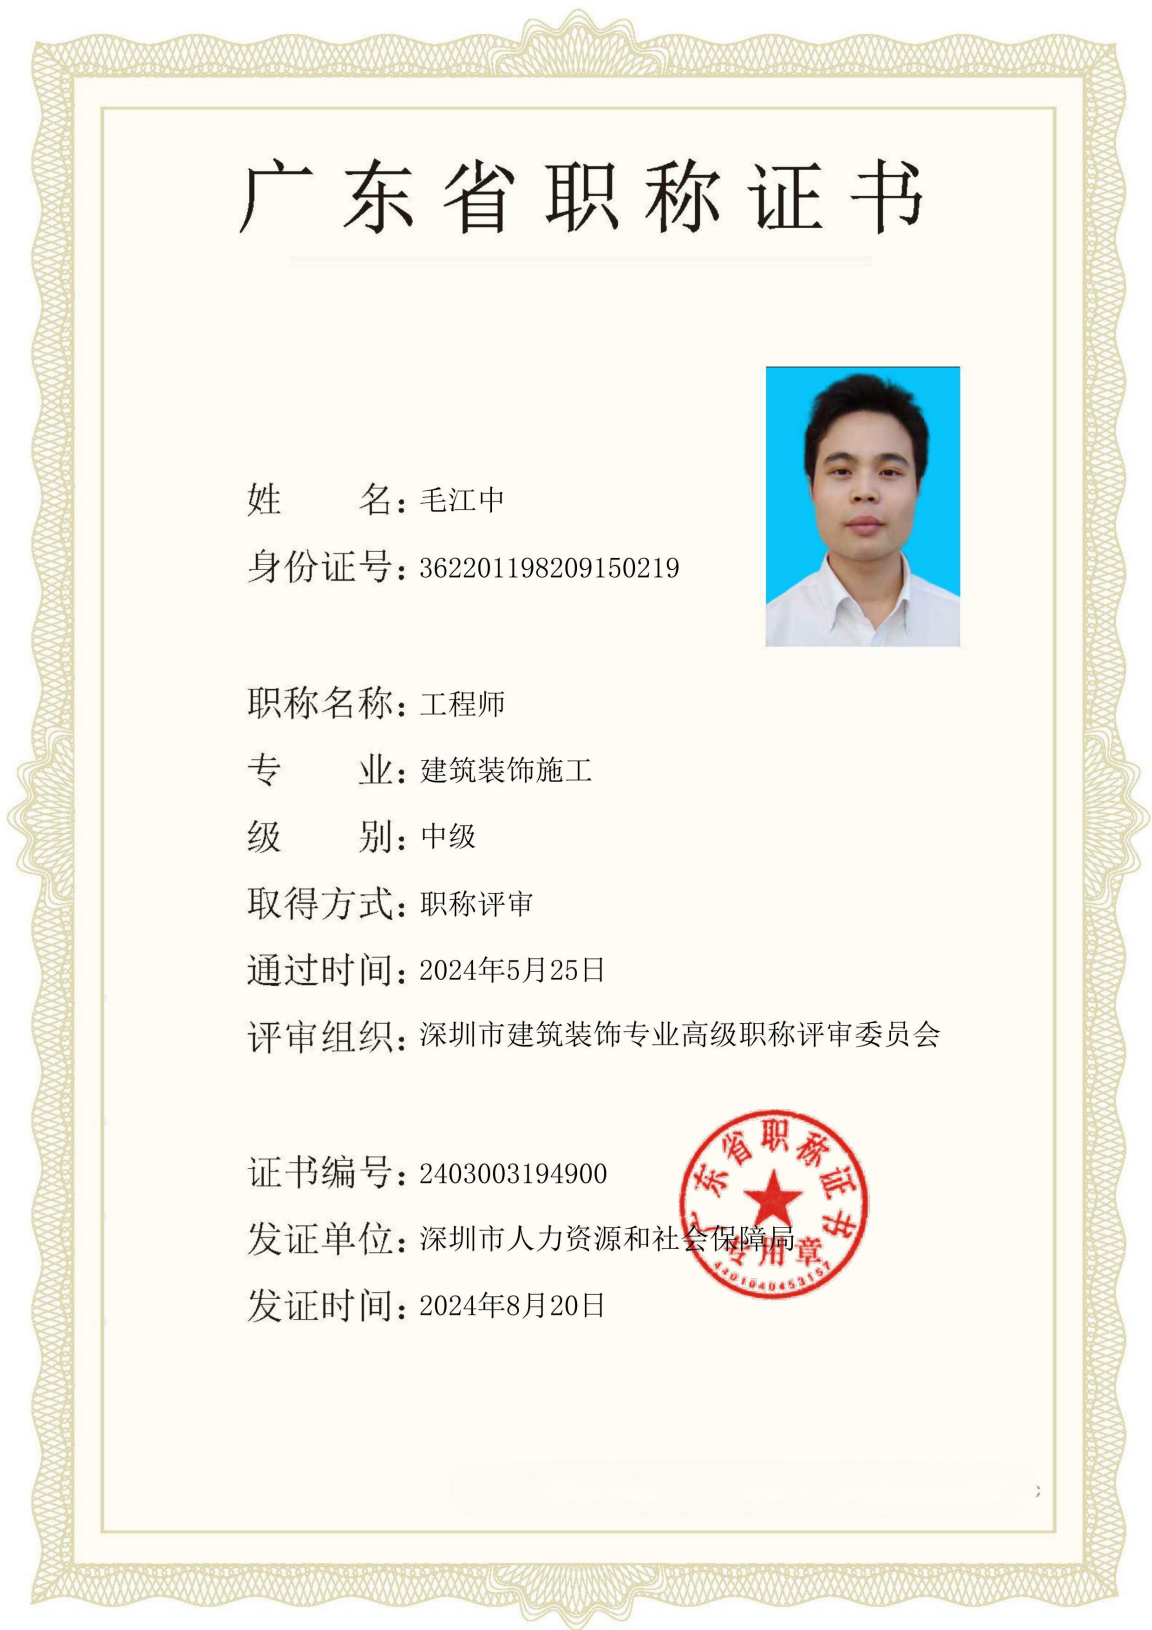 广东省职称证书
姓名：毛江中
身份证号：362201198209150219
职称名称：工程师
专业：建筑装饰施工
级别：中级
取得方式：职称评审
通过时间：2024年5月25日
评审组织：深圳市建筑装饰专业高级职称评审委员会
证书编号：2403003194900
发证单位：深圳市人力资源和社会保障局
发证时间：2024年8月20日
广东省职称证书
专用章
4401040453157